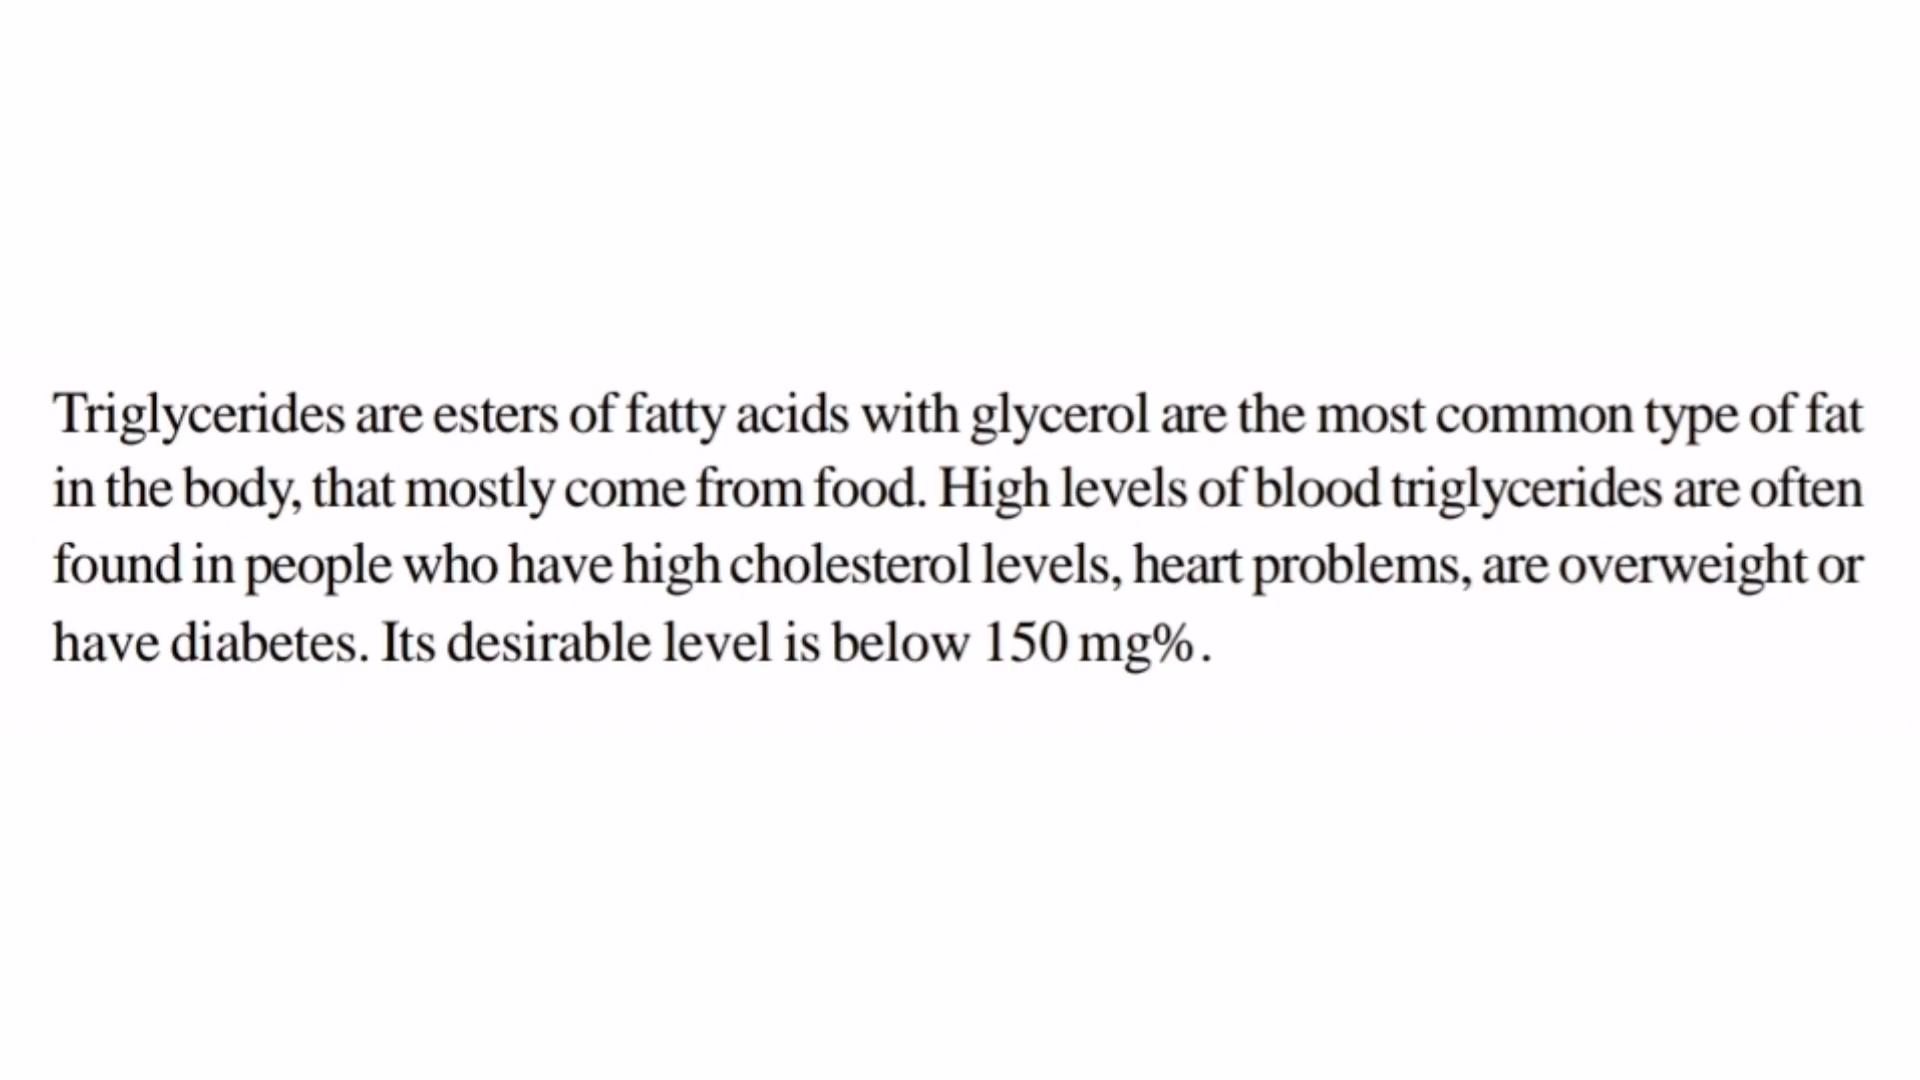 Triglycerides are esters of fatty acids with glycerol are the most common type of fat
in the body, that mostly come from food. High levels of blood triglycerides are often
found in people who have high cholesterol levels, heart problems, are overweight or
have diabetes. Its desirable level is below 150 mg%.